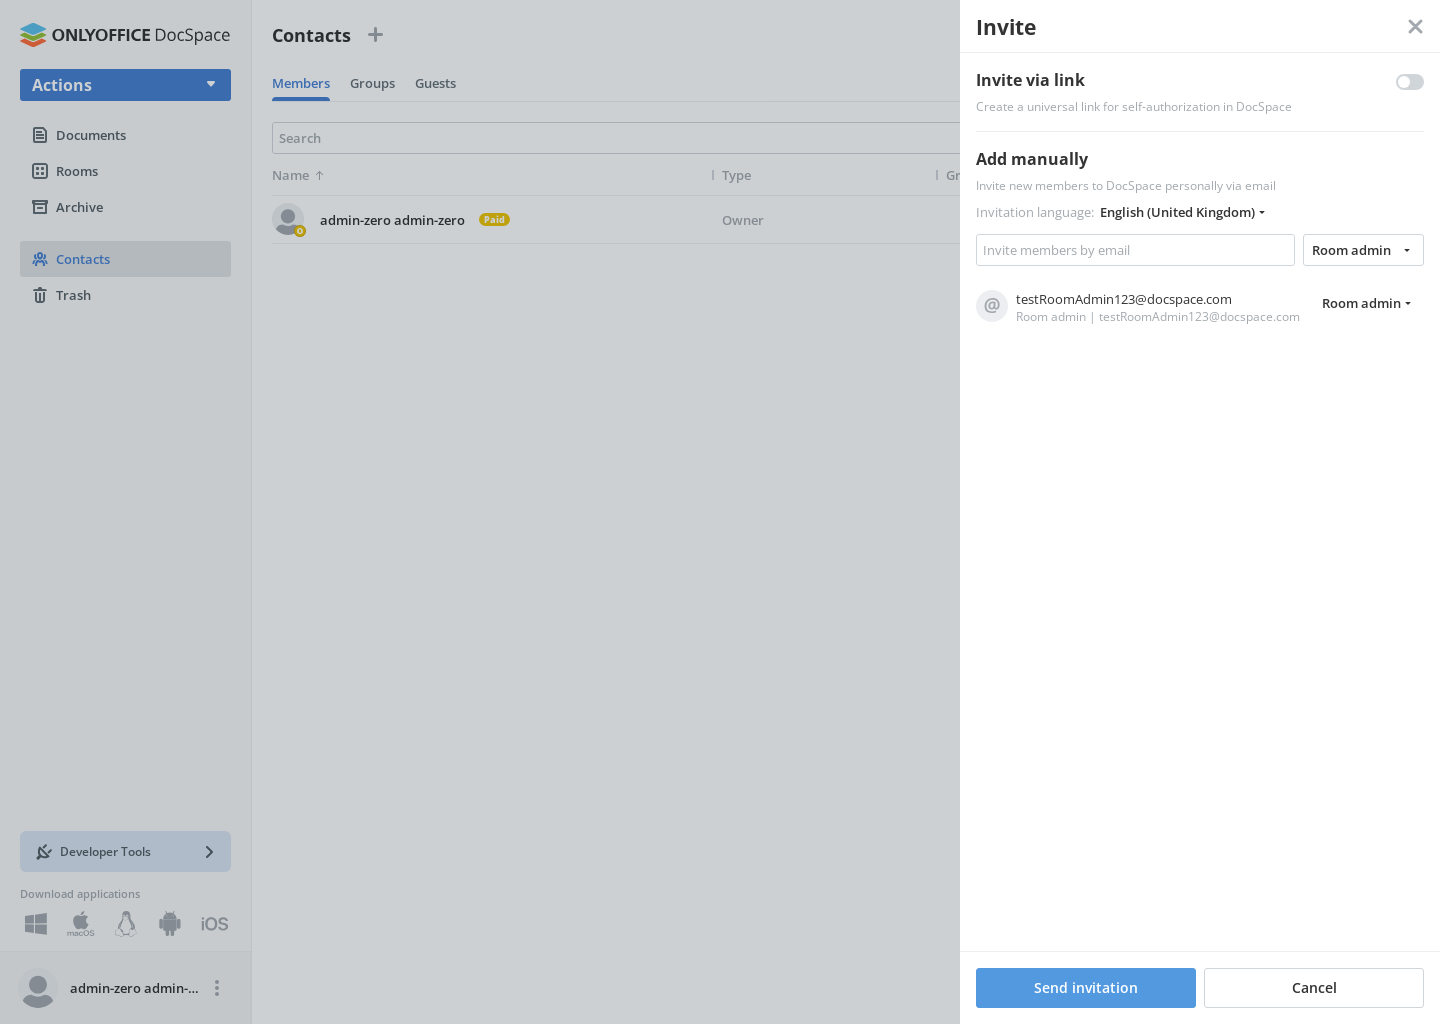 ONLYOFFICE DocSpace
Actions
Documents
Rooms
Archive
Contacts
Trash
Developer Tools
Download applications
macOS
iOS
admin-zero admin-...
Contacts
Members Groups Guests
Search
Name Type Gr
admin-zero admin-zero Paid Owner
Invite
Invite via link
Create a universal link for self-authorization in DocSpace
Add manually
Invite new members to DocSpace personally via email
Invitation language: English (United Kingdom)
Invite members by email Room admin
@
testRoomAdmin123@docspace.com Room admin
Room admin | testRoomAdmin123@docspace.com
Send invitation Cancel